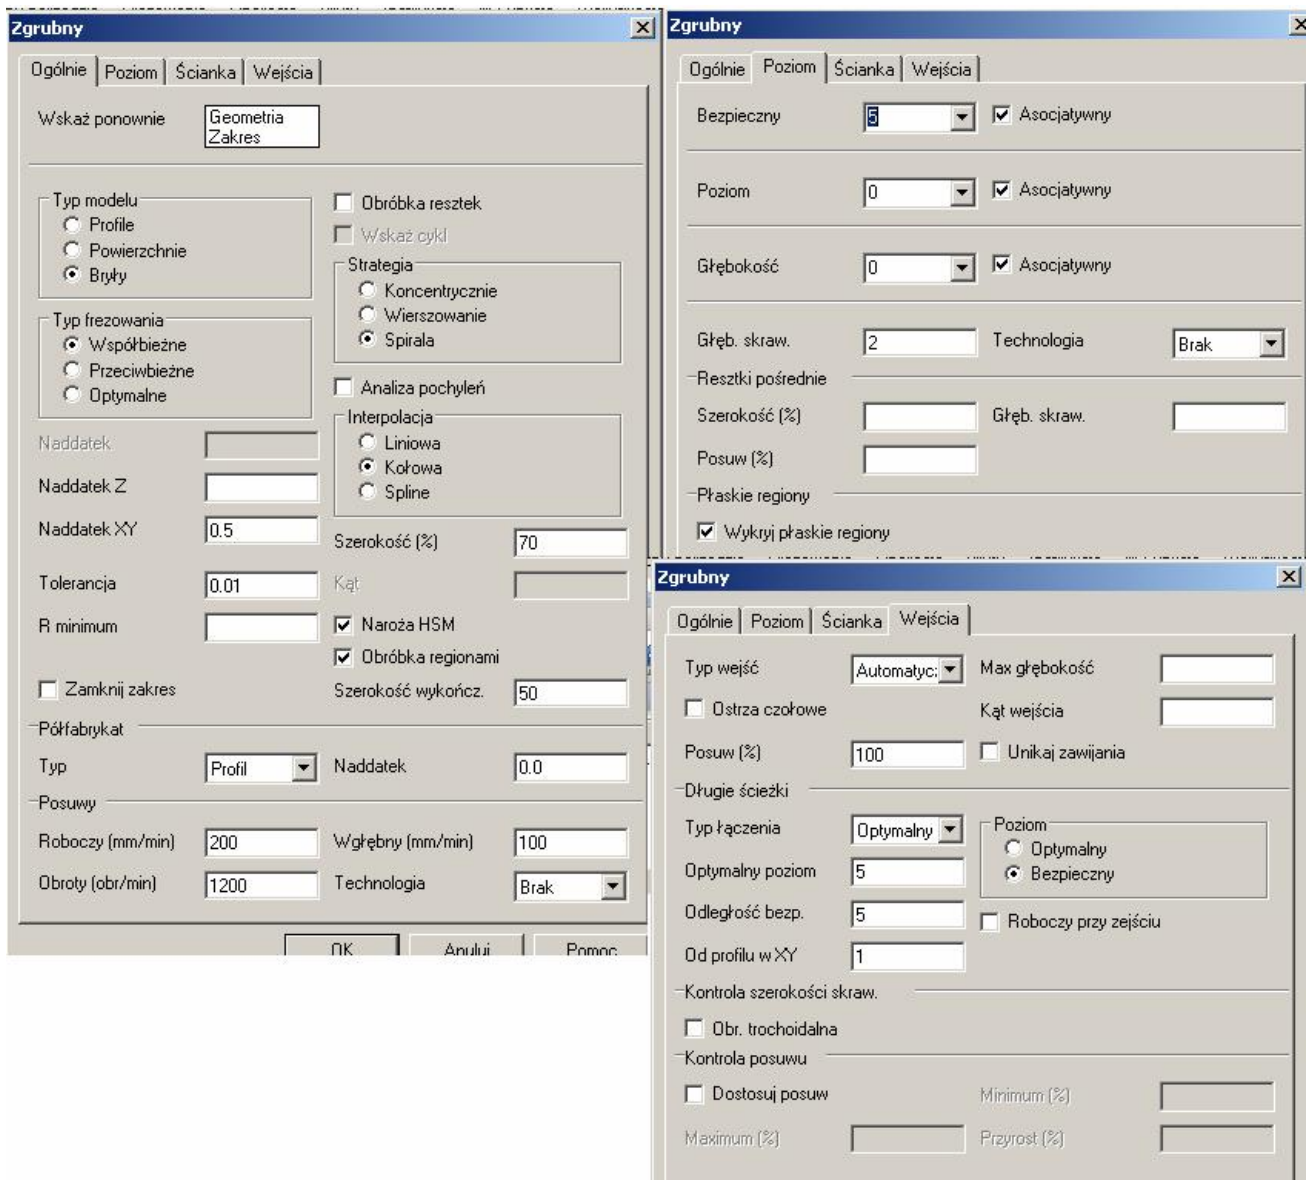 Zgrubny
Ogólnie Poziom Ścianka Wejścia
Wskaż ponownie Geometria
Zakres
Typ modelu
Profile
Powierzchnie
Bryły
Obróbka resztek
Wskaż cykl
Strategia
Koncentrycznie
Wierszowanie
Spirala
Typ frezowania
Współbieżne
Przeciwbieżne
Optymalne
Analiza pochyleń
Interpolacja
Liniowa
Kołowa
Spline
Naddatek
Naddatek Z
Naddatek XY 0.5
Szerokość (%) 70
Tolerancja 0.01
Kąt
R minimum
Naroża HSM
Obróbka regionami
Zamknij zakres
Szerokość wykończ. 50
Półfabrykat
Typ Profil Naddatek 0.0
Posuwy
Roboczy (mm/min) 200 Wgłębny (mm/min) 100
Obroty (obr/min) 1200 Technologia Brak
OK Anuluj Pomoc
Zgrubny
Ogólnie Poziom Ścianka Wejścia
Bezpieczny 5 Asocjatywny
Poziom 0 Asocjatywny
Głębokość 0 Asocjatywny
Głęb. skraw. 2 Technologia Brak
Resztki pośrednie
Szerokość (%) Głęb. skraw.
Posuw (%)
Płaskie regiony
Wykryj płaskie regiony
Zgrubny
Ogólnie Poziom Ścianka Wejścia
Typ wejść Automatyc: Max głębokość
Ostrza czołowe Kąt wejścia
Posuw (%) 100 Unikaj zawijania
Długie ścieżki
Typ łączenia Optymalny
Poziom
Optymalny
Bezpieczny
Optymalny poziom 5
Odległość bezp. 5 Roboczy przy zejściu
Od profilu w XY 1
Kontrola szerokości skraw.
Obr. trochoidalna
Kontrola posuwu
Dostosuj posuw Minimum (%)
Maximum (%) Przyrost (%)